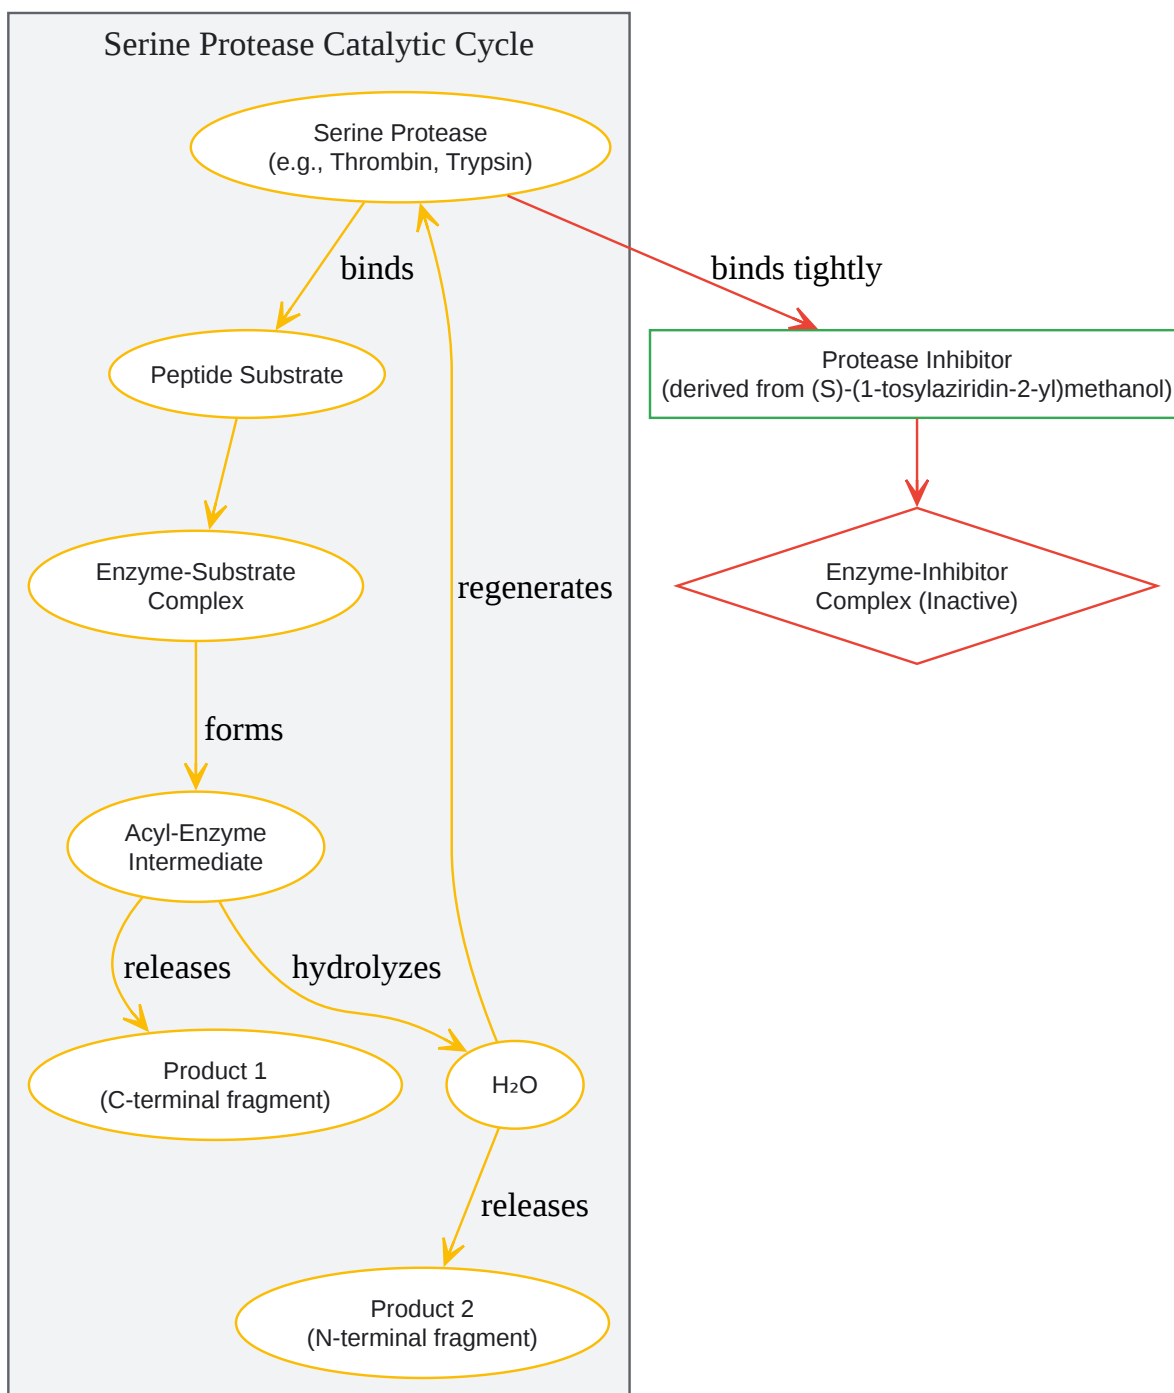 Serine Protease Catalytic Cycle
Serine Protease
(e.g., Thrombin, Trypsin)
binds
binds tightly
Peptide Substrate
Protease Inhibitor
(derived from (S)-(1-tosylaziridin-2-yl)methanol)
Enzyme-Substrate
Complex
regenerates
Enzyme-Inhibitor
Complex (Inactive)
forms
Acyl-Enzyme
Intermediate
releases
hydrolyzes
Product 1
(C-terminal fragment)
H₂O
releases
Product 2
(N-terminal fragment)